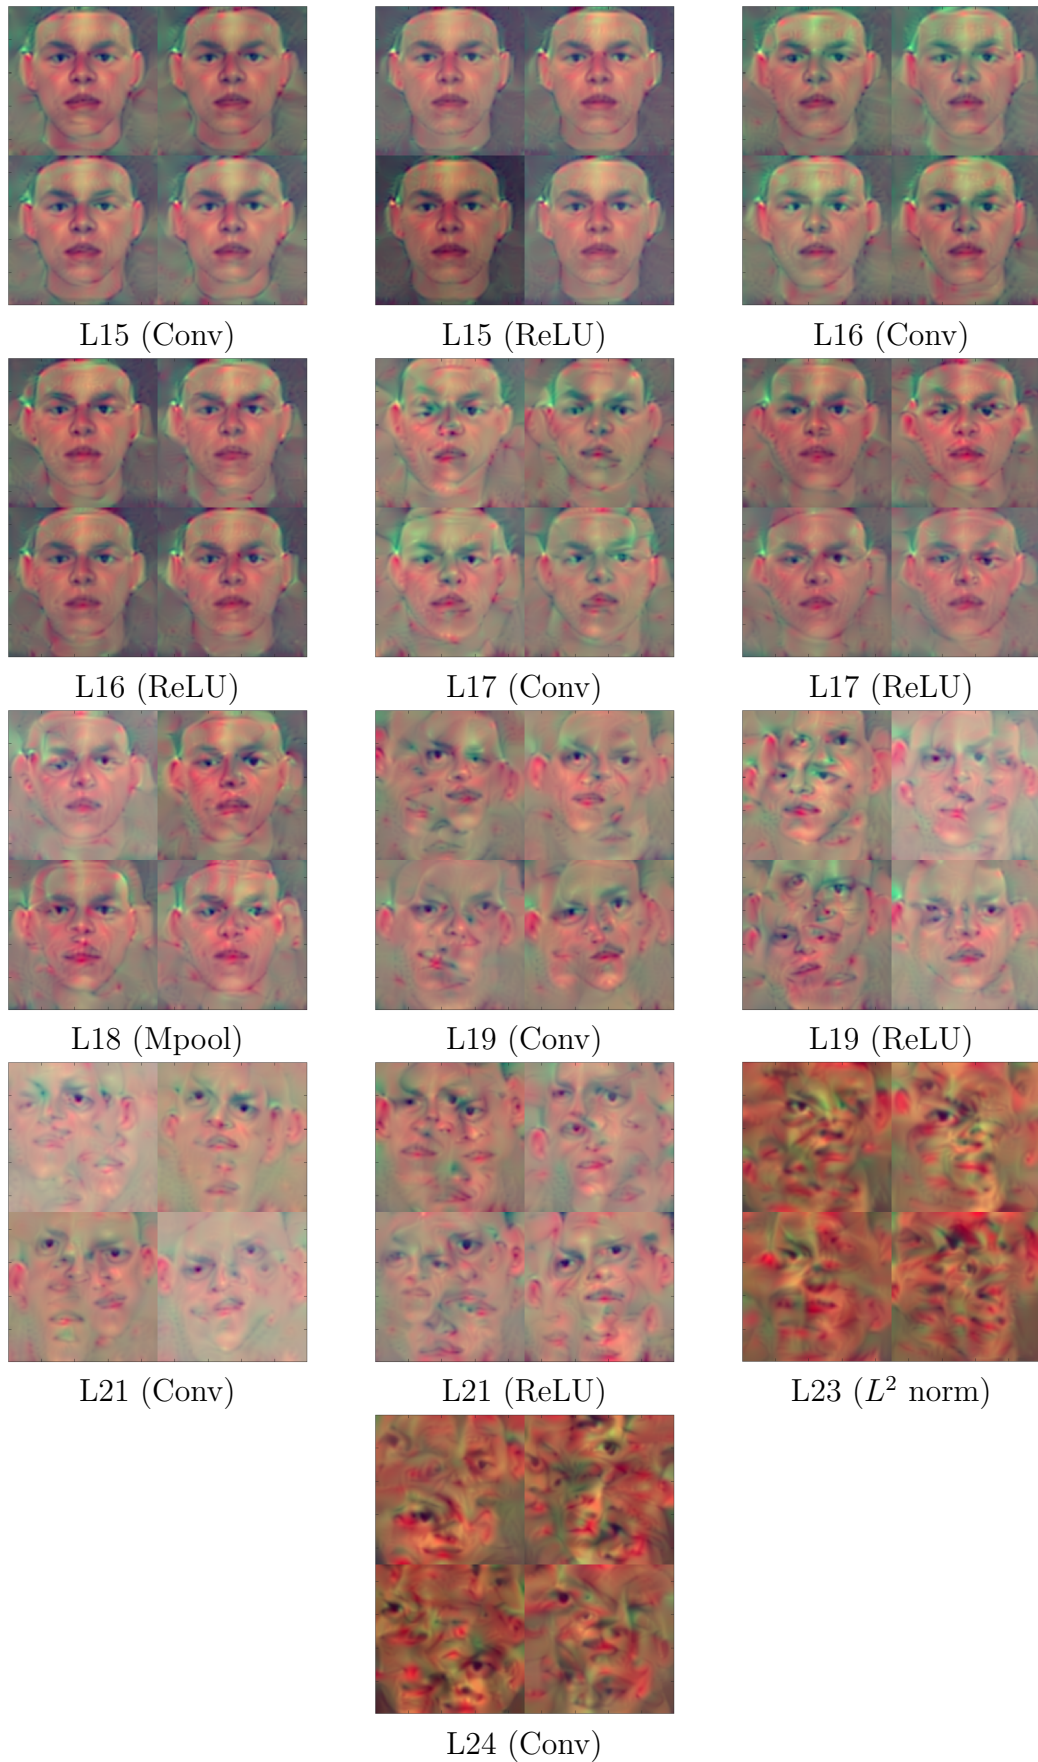 L15 (Conv)
L15 (ReLU)
L16 (Conv)
L16 (ReLU)
L17 (Conv)
L17 (ReLU)
L18 (Mpool)
L19 (Conv)
L19 (ReLU)
L21 (Conv)
L21 (ReLU)
L23 (L² norm)
L24 (Conv)